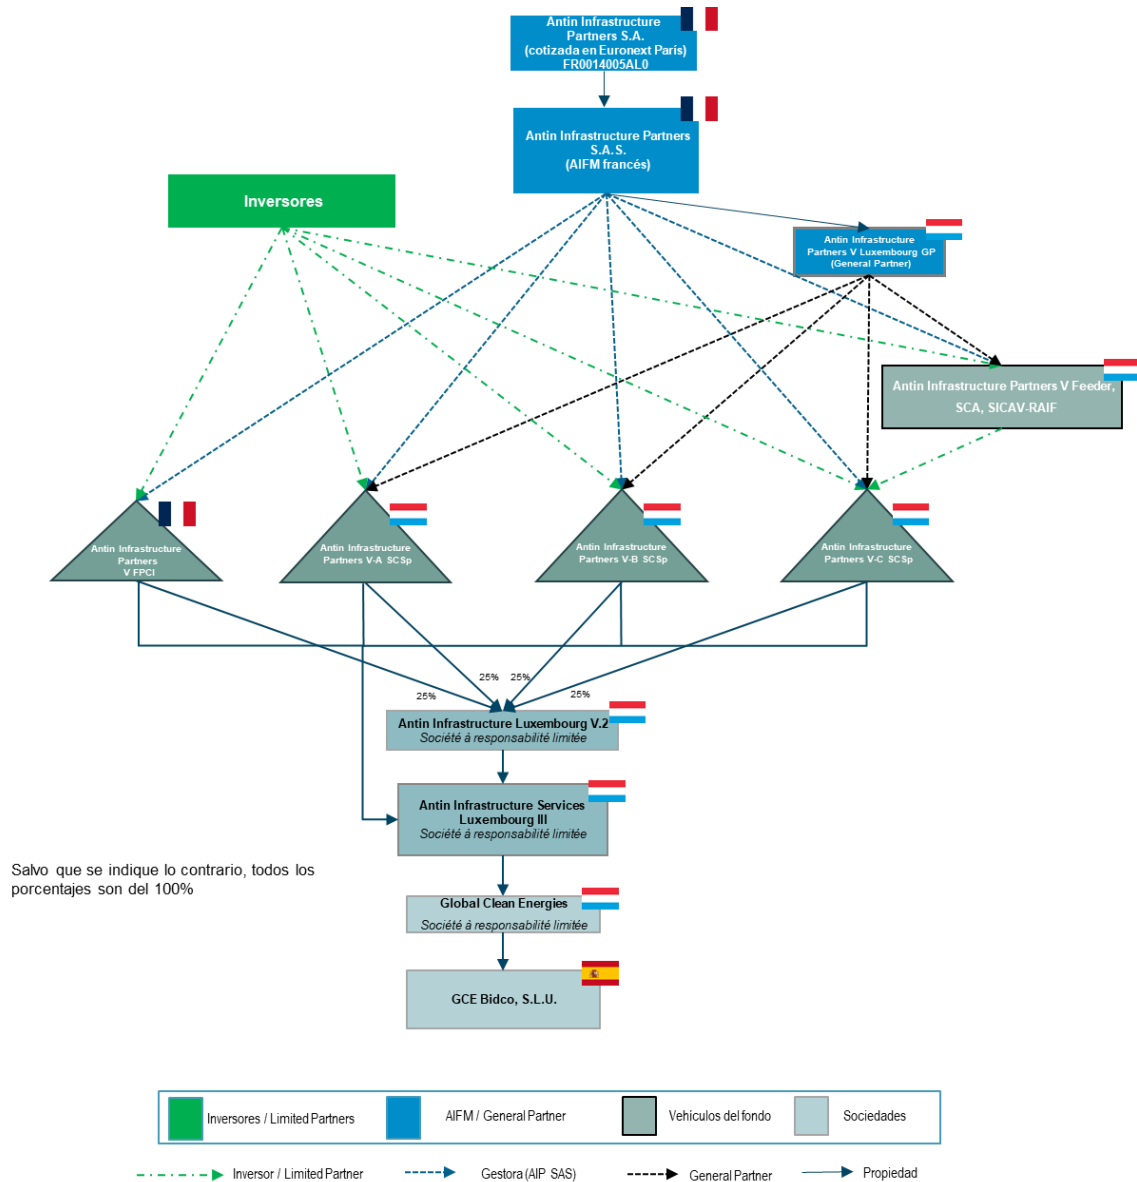 Antin Infrastructure
Partners S.A.
(cotizada en Euronext París)
FR0014005AL0
Antin Infrastructure Partners
S.A.S.
(AIFM francés)
Inversores
Antin Infrastructure
Partners V Luxembourg GP
(General Partner)
Antin Infrastructure Partners V Feeder,
SCA, SICAV-RAIF
Antin Infrastructure
Partners
V FPCI
Antin Infrastructure
Partners V-A SCSp
Antin Infrastructure
Partners V-B SCSp
Antin Infrastructure
Partners V-C SCSp
25%
25%
25%
25%
Antin Infrastructure Luxembourg V.2
Société à responsabilité limitée
Antin Infrastructure Services
Luxembourg III
Société à responsabilité limitée
Salvo que se indique lo contrario, todos los
porcentajes son del 100%
Global Clean Energies
Société à responsabilité limitée
GCE Bidco, S.L.U.
Inversores / Limited Partners
AIFM / General Partner
Vehículos del fondo
Sociedades
Inversor / Limited Partner
Gestora (AIP SAS)
General Partner
Propiedad